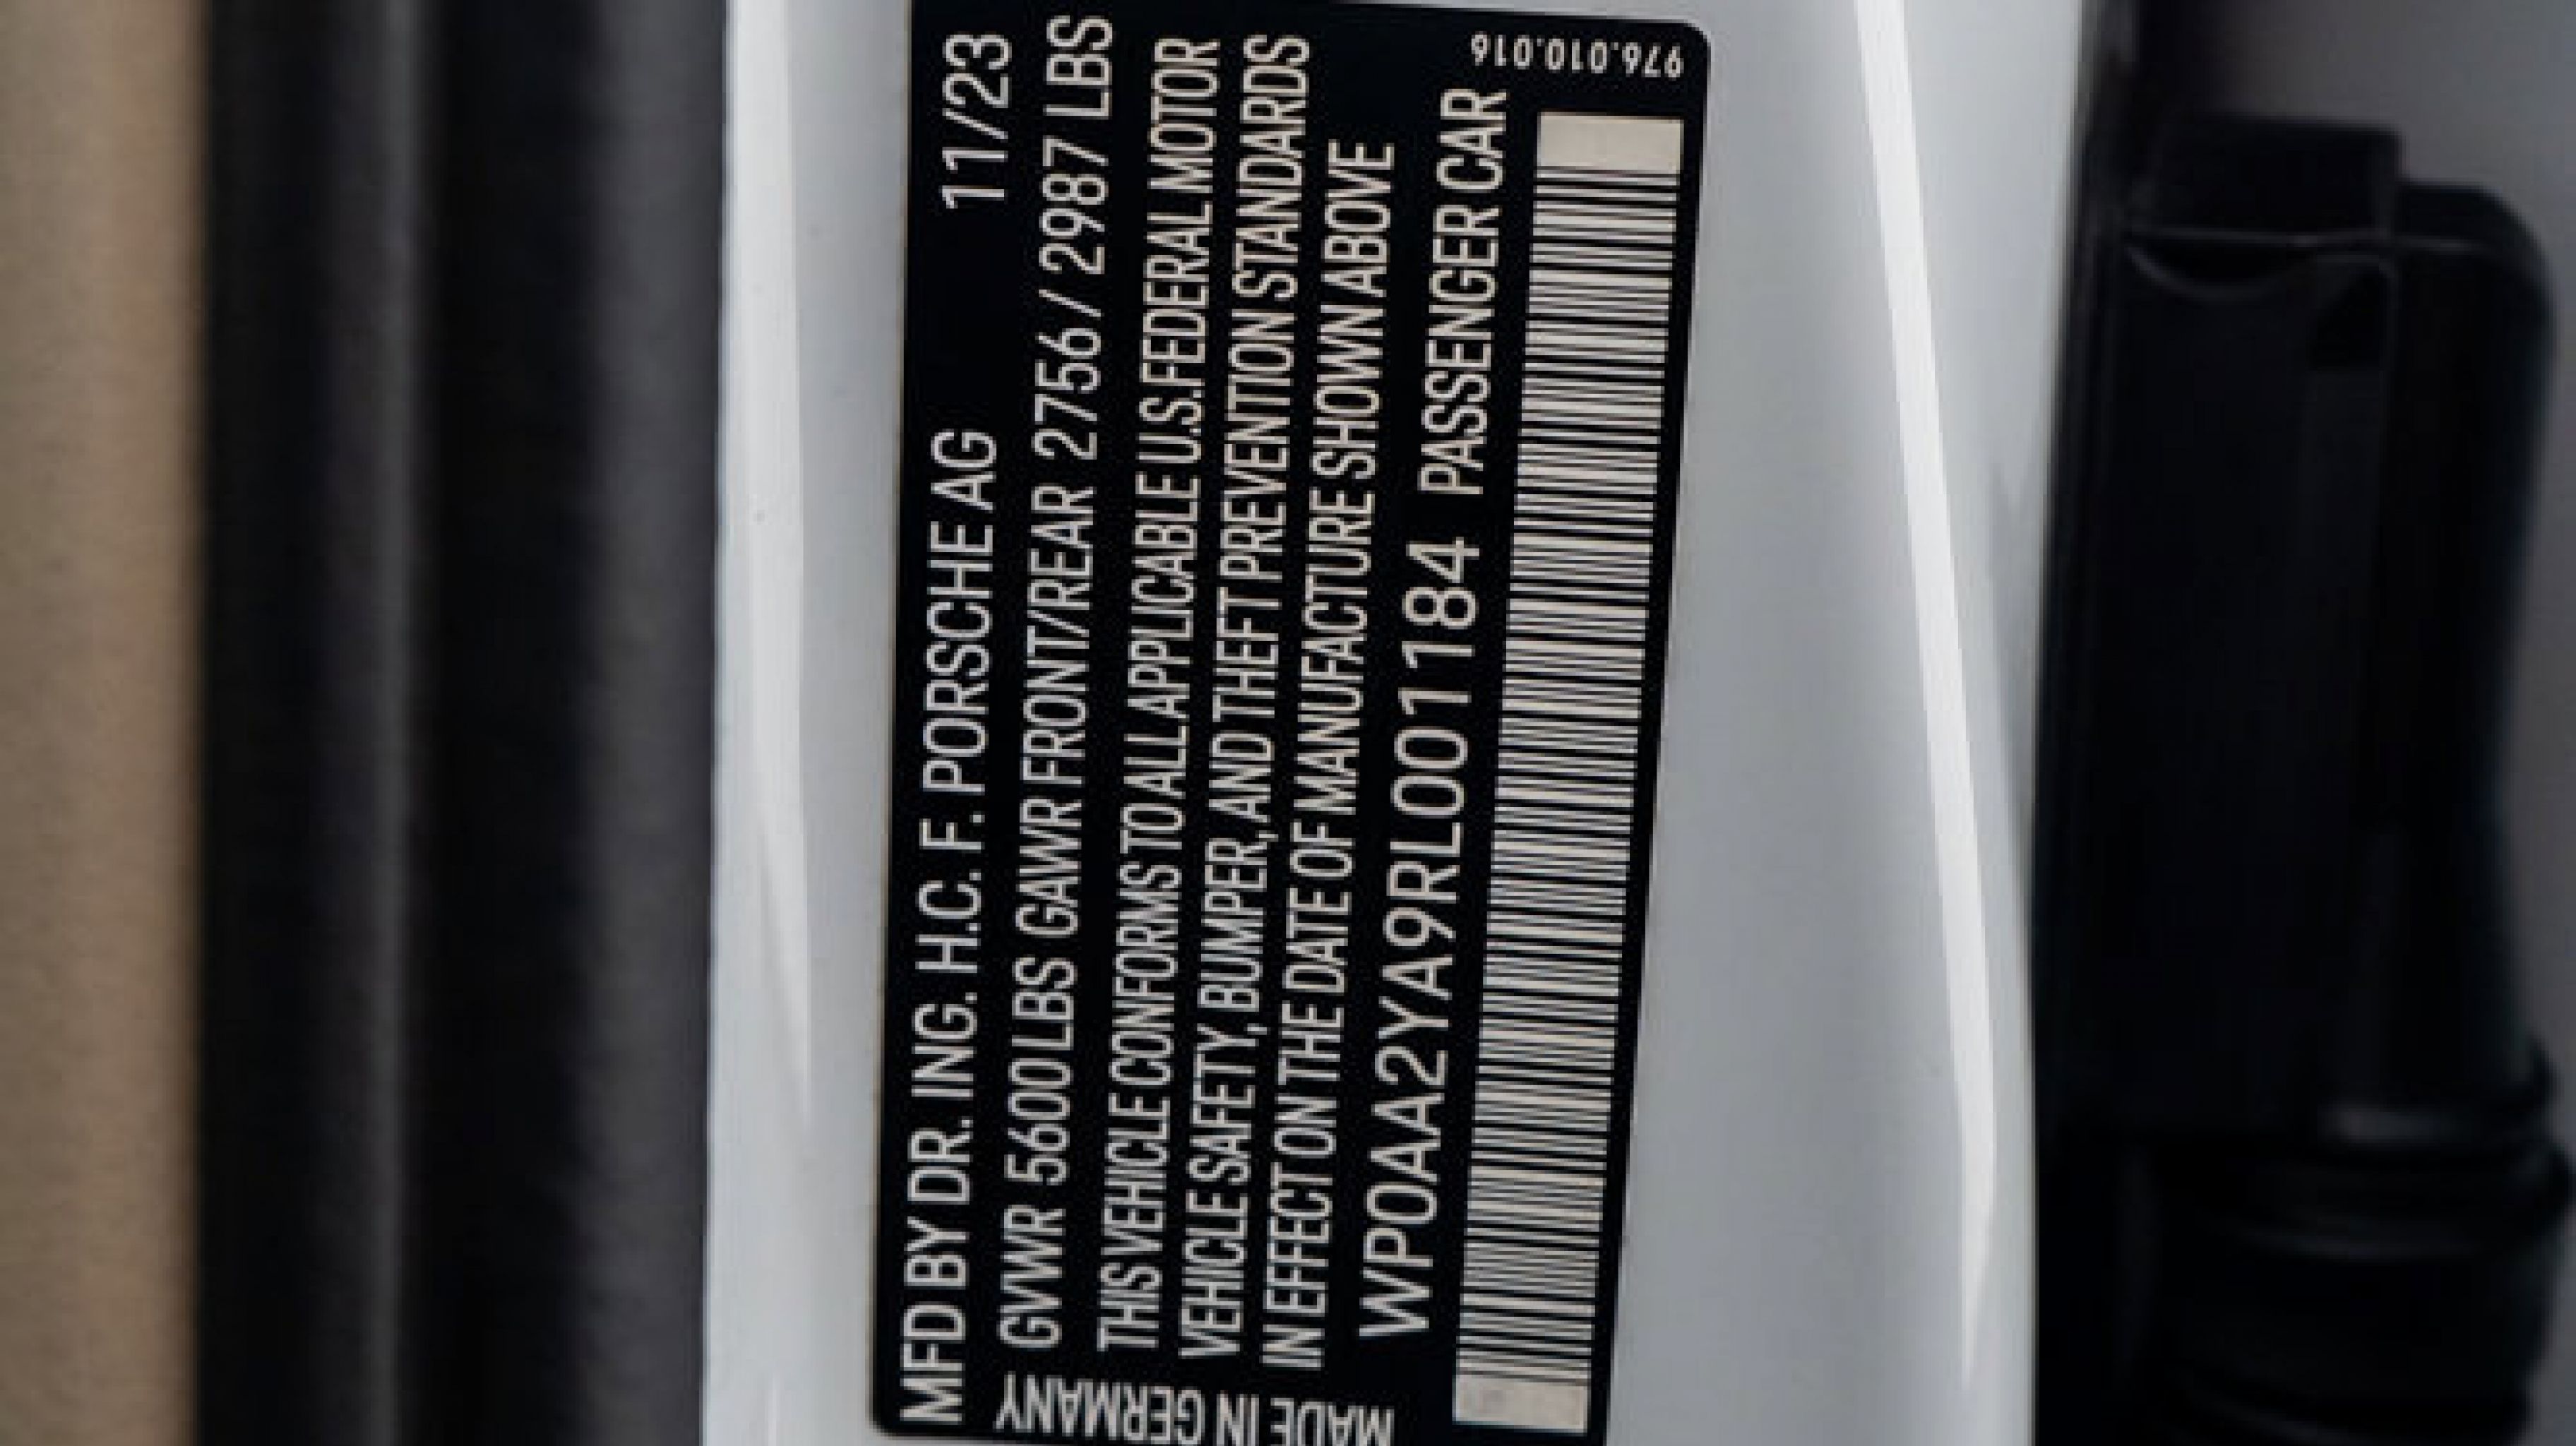 MFD BY DR. ING. H.C. F. PORSCHE AG 11/23
GVWR 5600 LBS GAWR FRONT/REAR 2756 / 2987 LBS
THIS VEHICLE CONFORMS TO ALL APPLICABLE U.S. FEDERAL MOTOR
VEHICLE SAFETY, BUMPER, AND THEFT PREVENTION STANDARDS
IN EFFECT ON THE DATE OF MANUFACTURE SHOWN ABOVE
WP0AA2YA9RL001184 PASSENGER CAR
MADE IN GERMANY
976.010.016